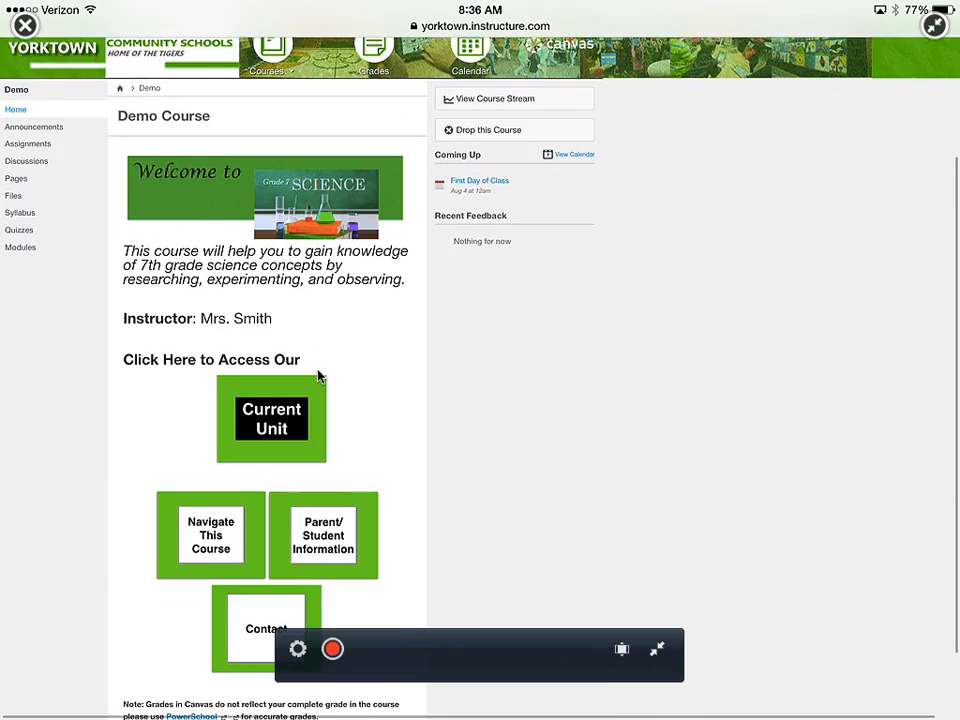 Verizon 8:36 AM 77%
yorktown.instructure.com
YORKTOWN COMMUNITY SCHOOLS
HOME OF THE TIGERS
canvas
Courses Grades Calendar
Demo
Home
Announcements
Assignments
Discussions
Pages
Files
Syllabus
Quizzes
Modules
> Demo
Demo Course
Welcome to
Grade 7 SCIENCE
This course will help you to gain knowledge
of 7th grade science concepts by
researching, experimenting, and observing.
Instructor: Mrs. Smith
Click Here to Access Our
Current
Unit
Navigate
This
Course
Parent/
Student
Information
Contact
Note: Grades in Canvas do not reflect your complete grade in the course
please use PowerSchool for accurate grades.
View Course Stream
Drop this Course
Coming Up View Calendar
First Day of Class
Aug 4 at 12am
Recent Feedback
Nothing for now